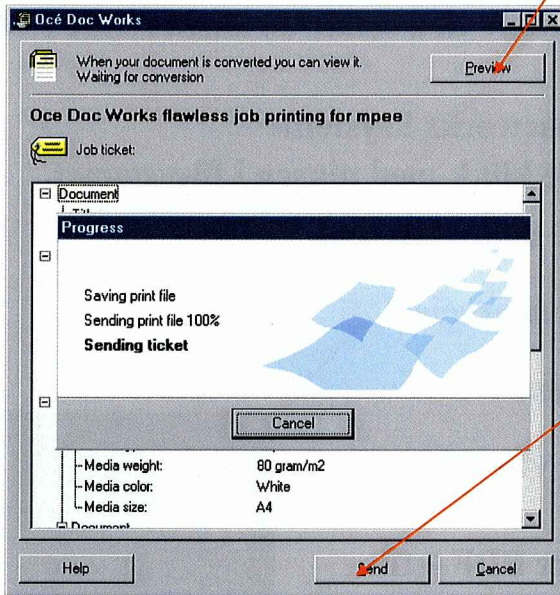 Océ Doc Works
When your document is converted you can view it.
Waiting for conversion
Preview
Oce Doc Works flawless job printing for mpee
Job ticket:
Document
Progress
Saving print file
Sending print file 100%
Sending ticket
Cancel
Media weight: 80 gram/m2
Media color: White
Media size: A4
Document
Help
Send
Cancel